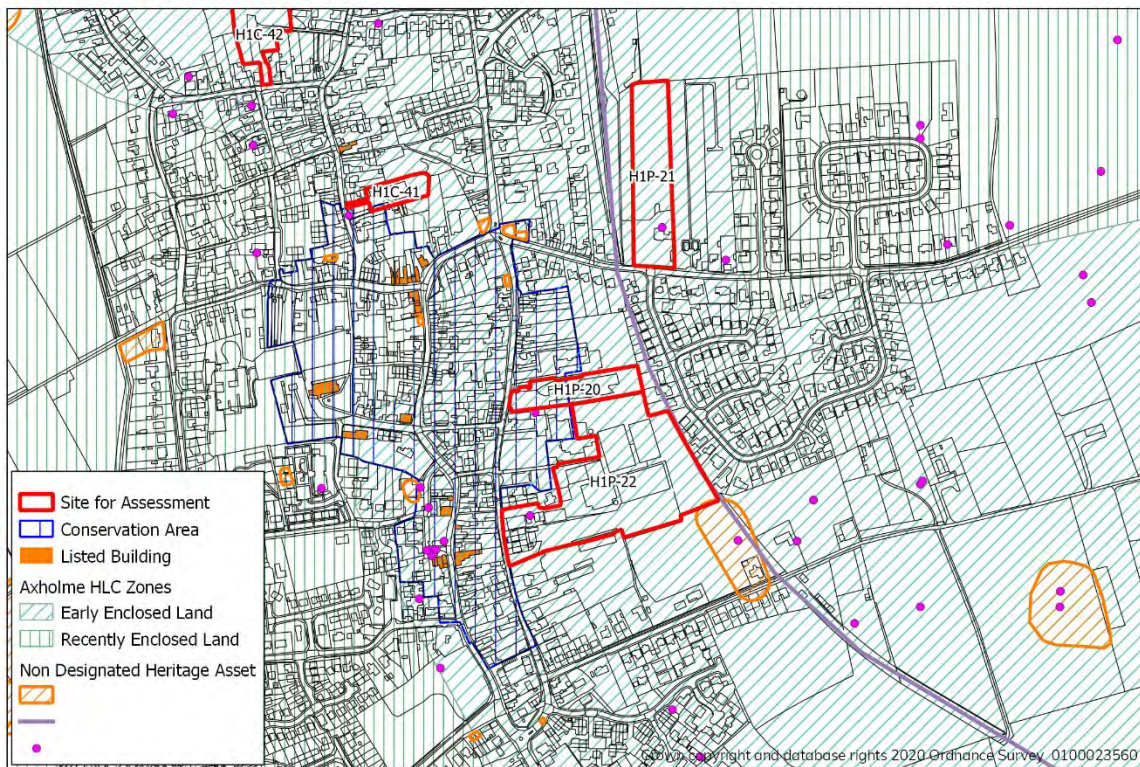 H1C-42
H1P-21
H1C-41
H1P-20
H1P-22
Site for Assessment
Conservation Area
Listed Building
Axholme HLC Zones
Early Enclosed Land
Recently Enclosed Land
Non Designated Heritage Asset
Crown copyright and database rights 2020 Ordnance Survey 0100023560